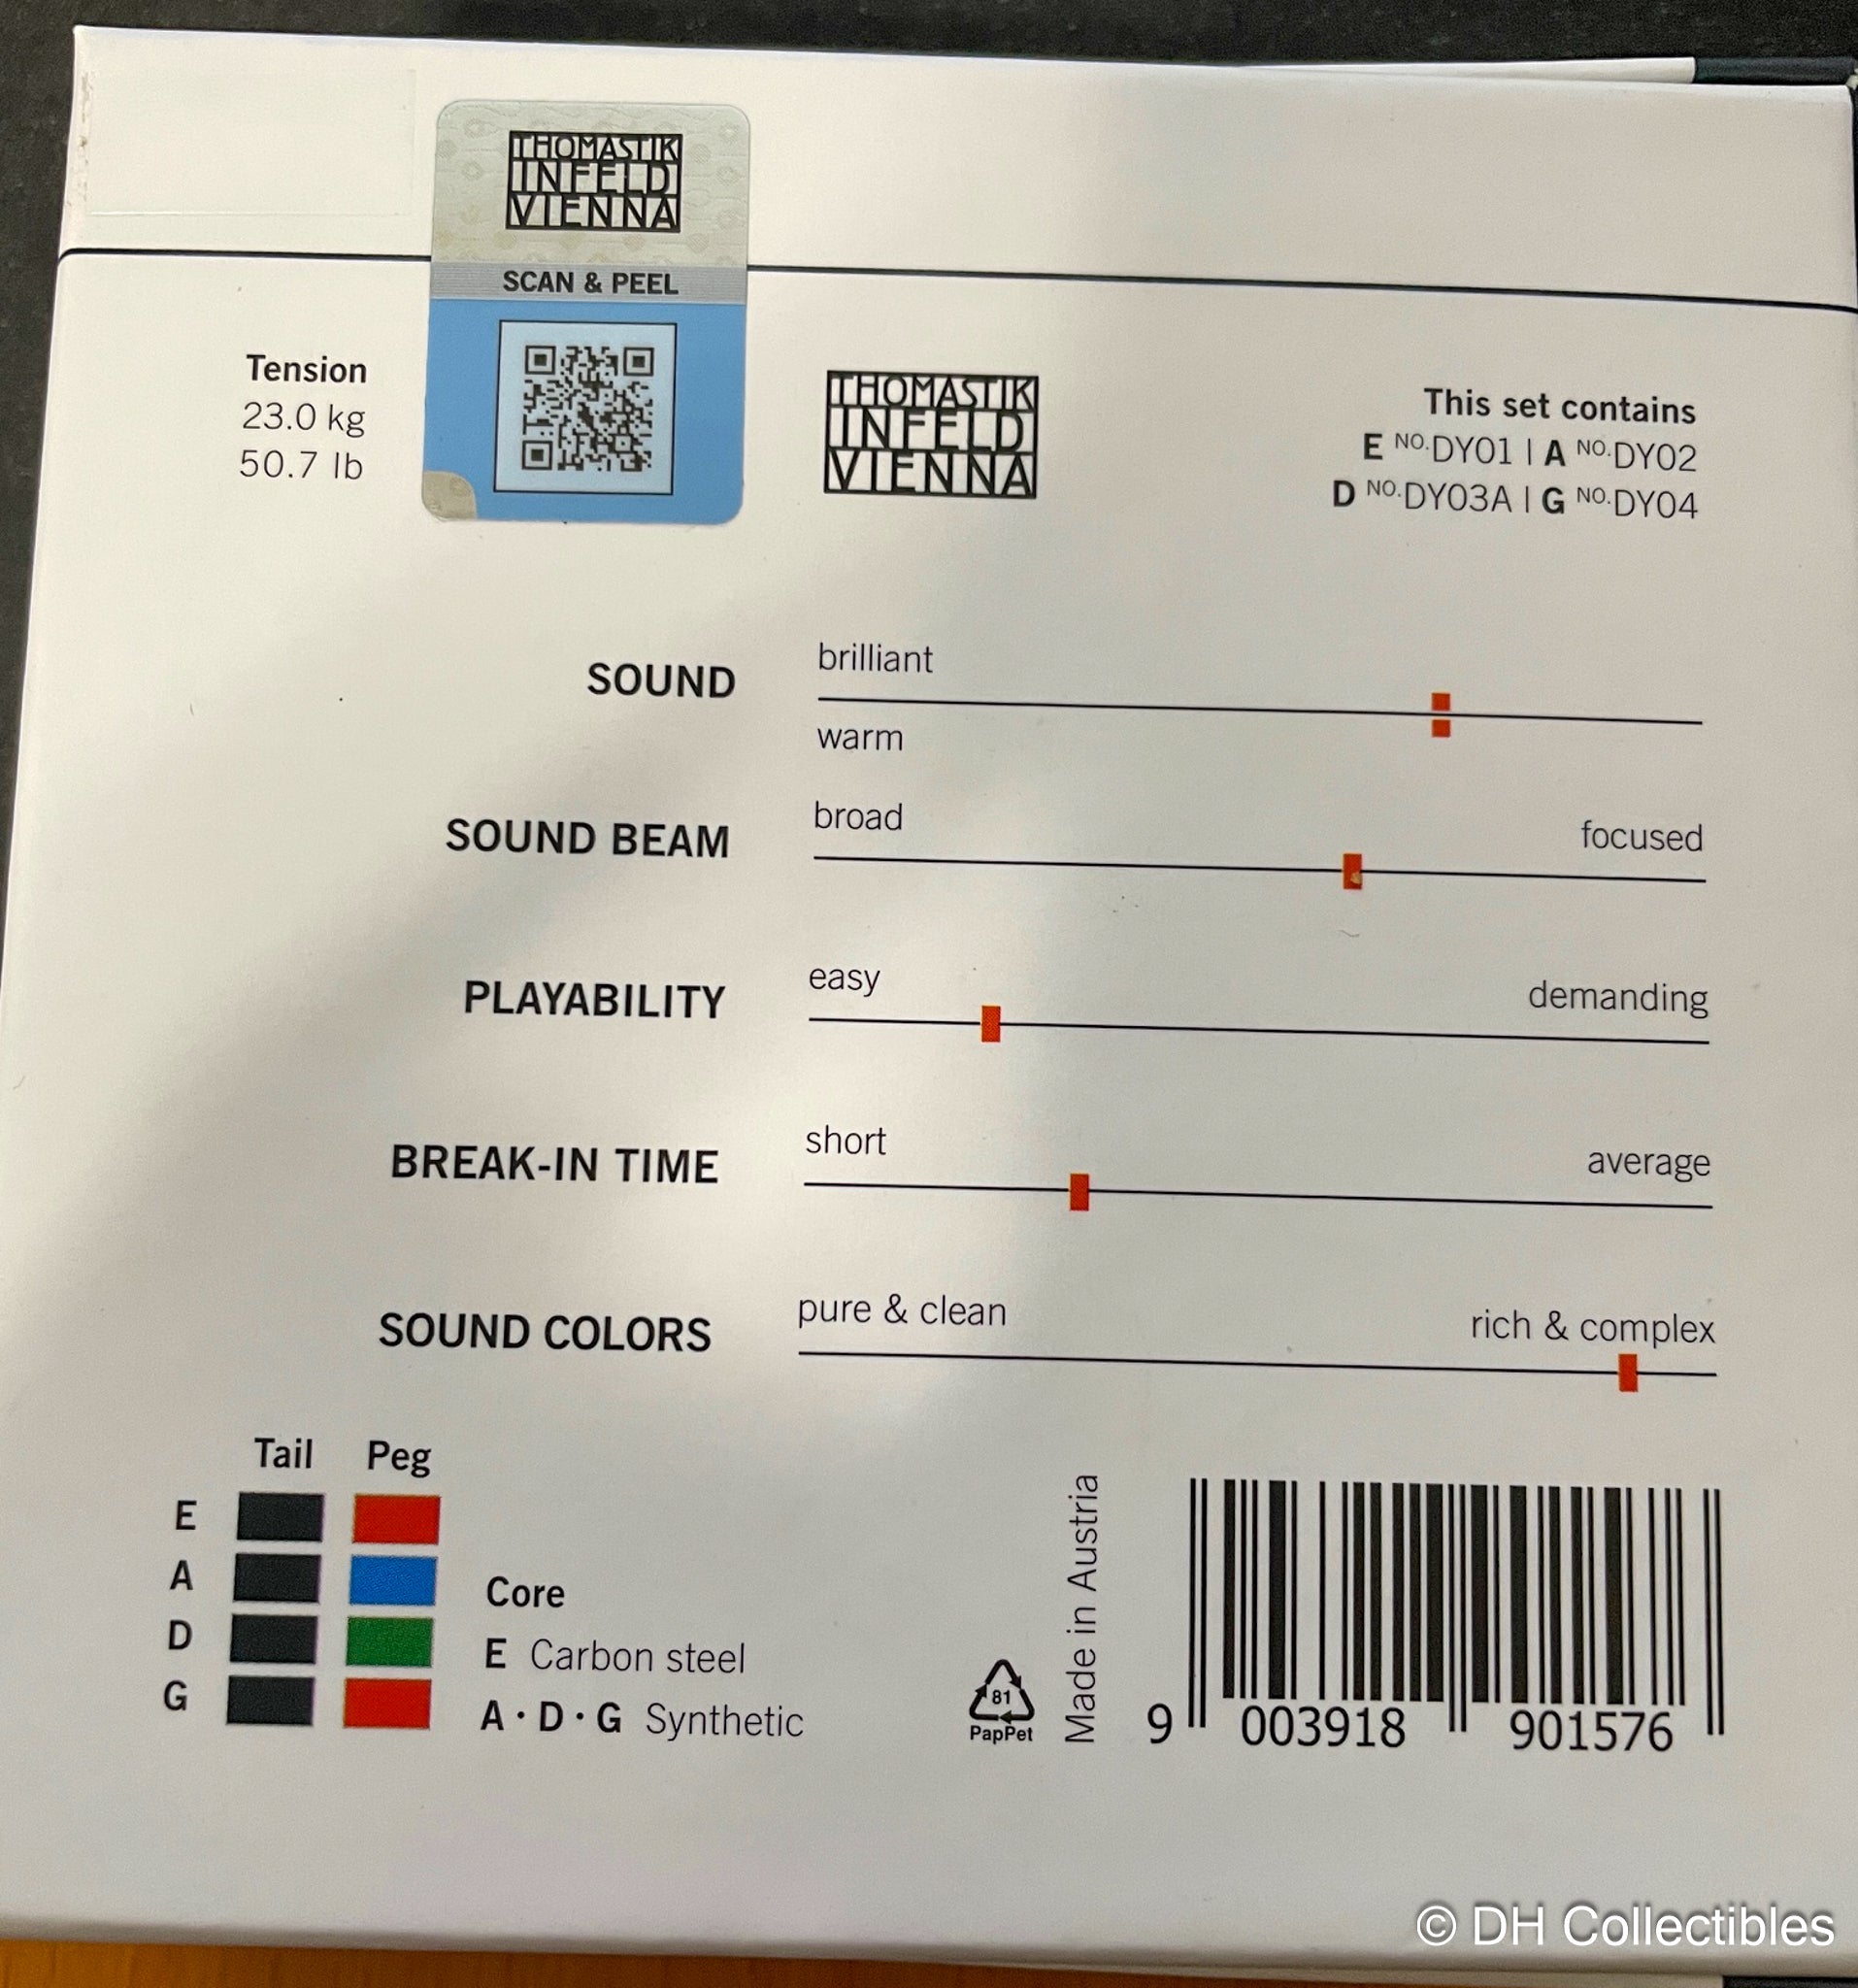 THOMASTIK
INFELD
VIENNA
SCAN & PEEL
Tension
23.0 kg
50.7 lb
THOMASTIK
INFELD
VIENNA
This set contains
E NO.DY01 | A NO.DY02
D NO.DY03A | G NO.DY04
SOUND
brilliant
warm
SOUND BEAM
broad
focused
PLAYABILITY
easy
demanding
BREAK-IN TIME
short
average
SOUND COLORS
pure & clean
rich & complex
Tail Peg
E
A
D
G
Core
E Carbon steel
A · D · G Synthetic
81
PapPet
Made in Austria
9 003918 901576
© DH Collectibles